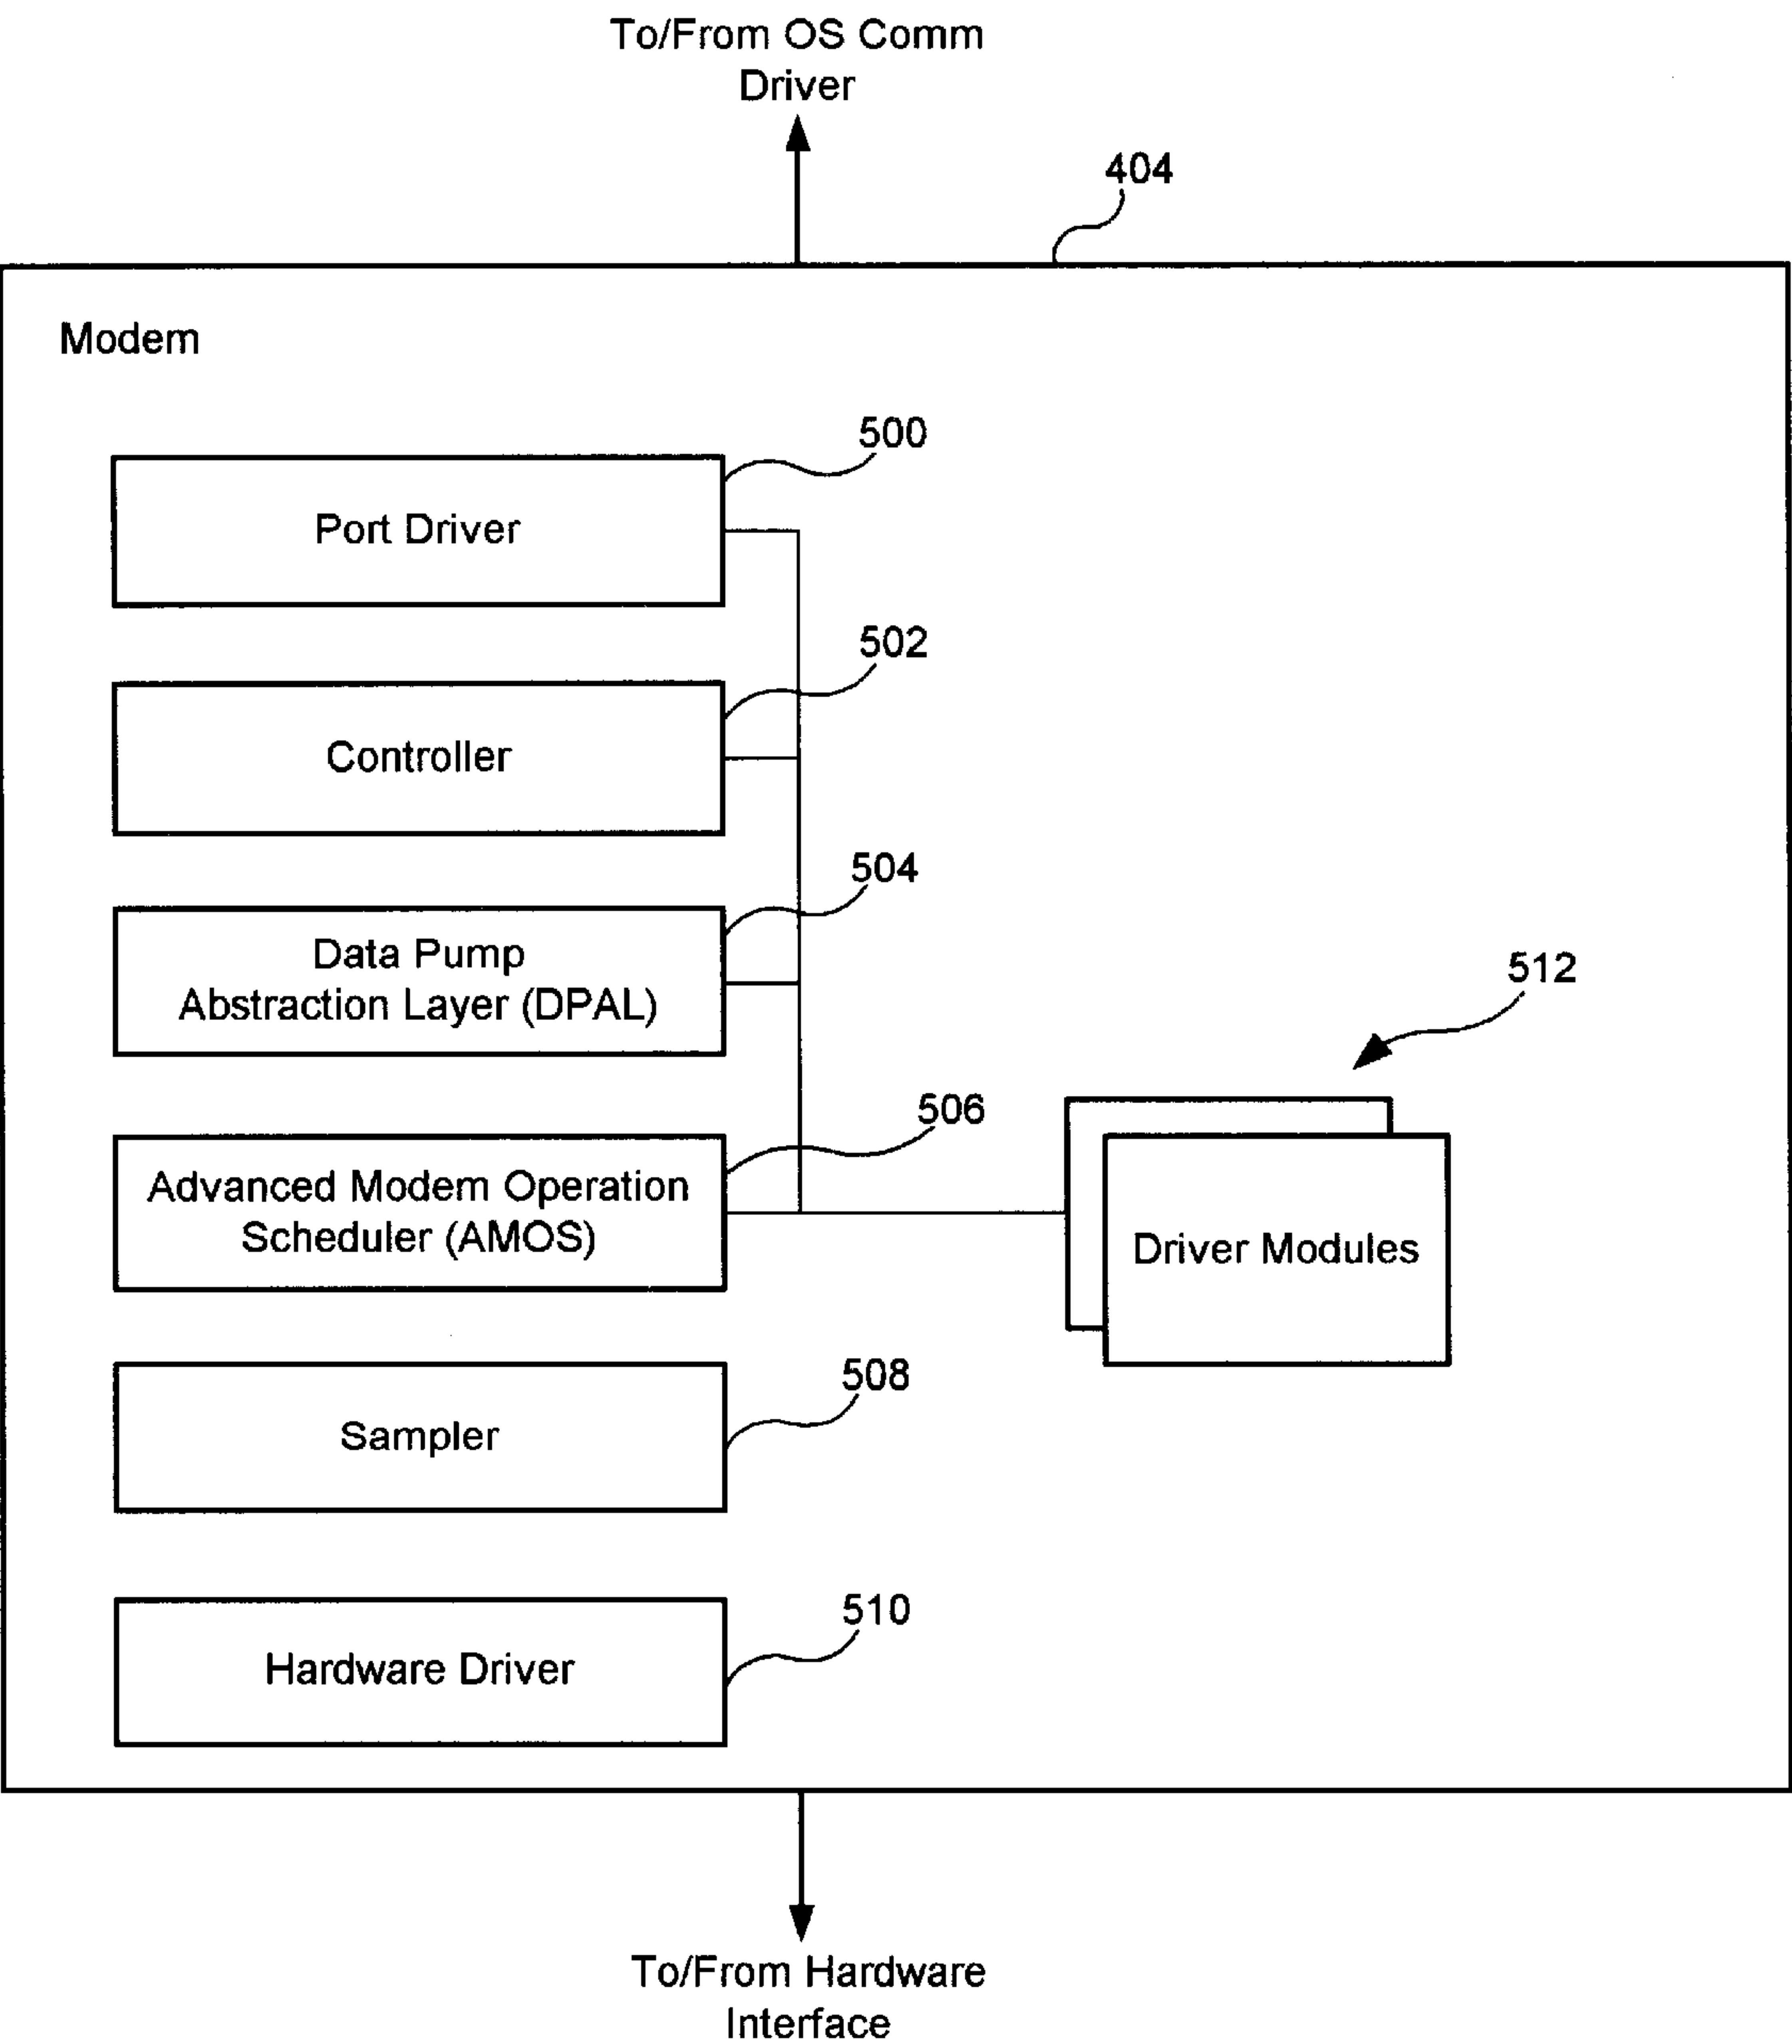 To/From OS Comm
Driver
404
Modem
500
Port Driver
502
Controller
504
Data Pump
Abstraction Layer (DPAL)
512
506
Advanced Modem Operation
Scheduler (AMOS)
Driver Modules
508
Sampler
510
Hardware Driver
To/From Hardware
Interface